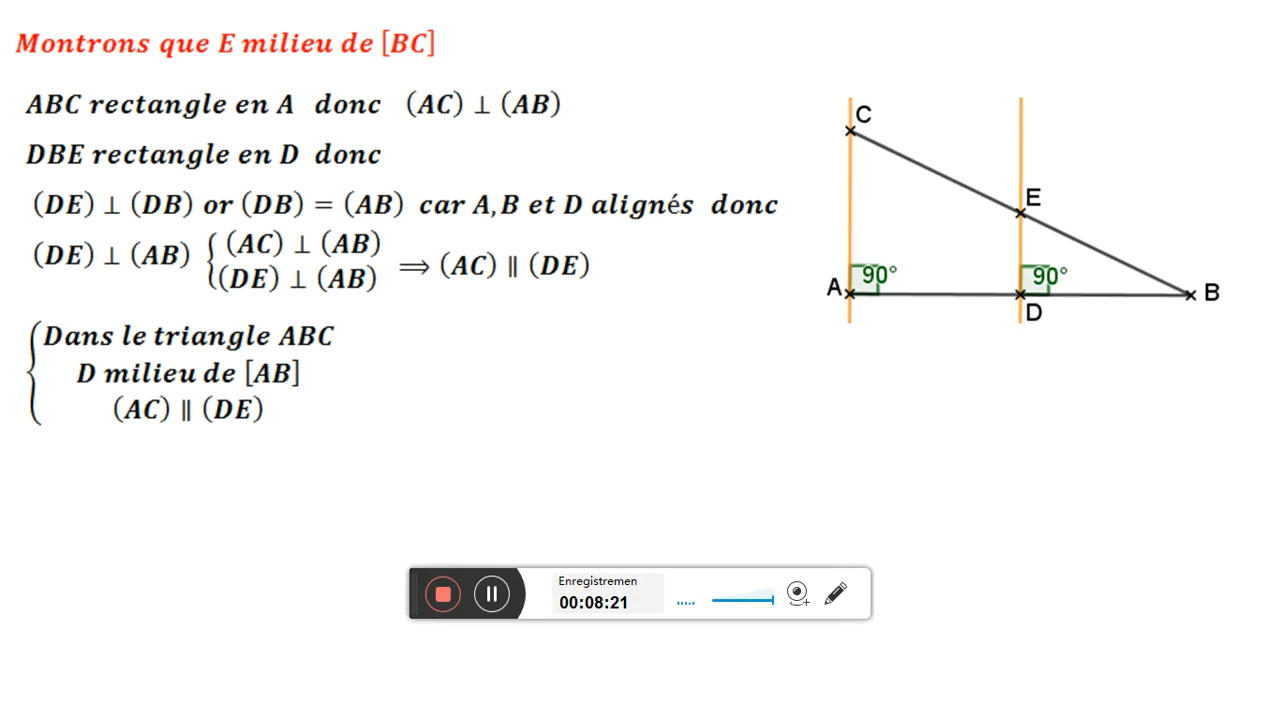 Montrons que E milieu de [BC]
ABC rectangle en A donc (AC) ⊥ (AB)
DBE rectangle en D donc
(DE) ⊥ (DB) or (DB) = (AB) car A, B et D alignés donc
(DE) ⊥ (AB) { (AC) ⊥ (AB)
(DE) ⊥ (AB) ⟹ (AC) ∥ (DE)
{ Dans le triangle ABC
D milieu de [AB]
(AC) ∥ (DE)
C
E
90°
90°
A
B
D
Enregistremen
00:08:21